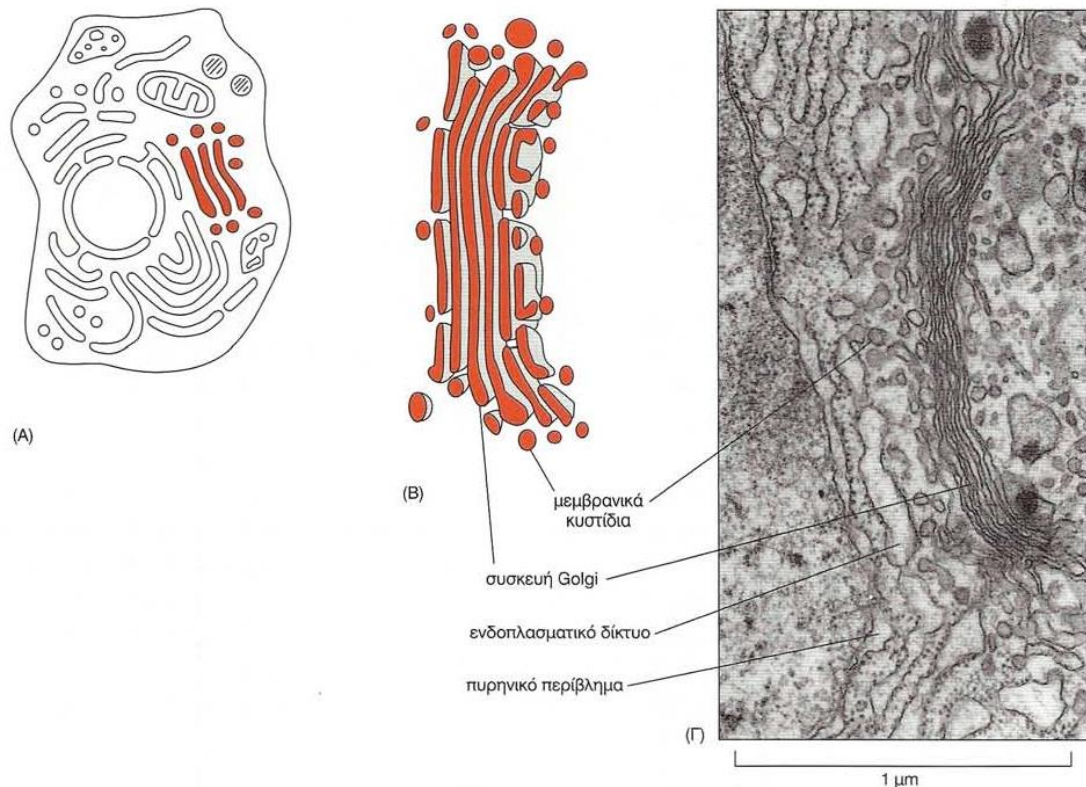 (Α)
(Β)
μεμβρανικά
κυστίδια
συσκευή Golgi
ενδοπλασματικό δίκτυο
πυρηνικό περίβλημα
(Γ)
1 μm